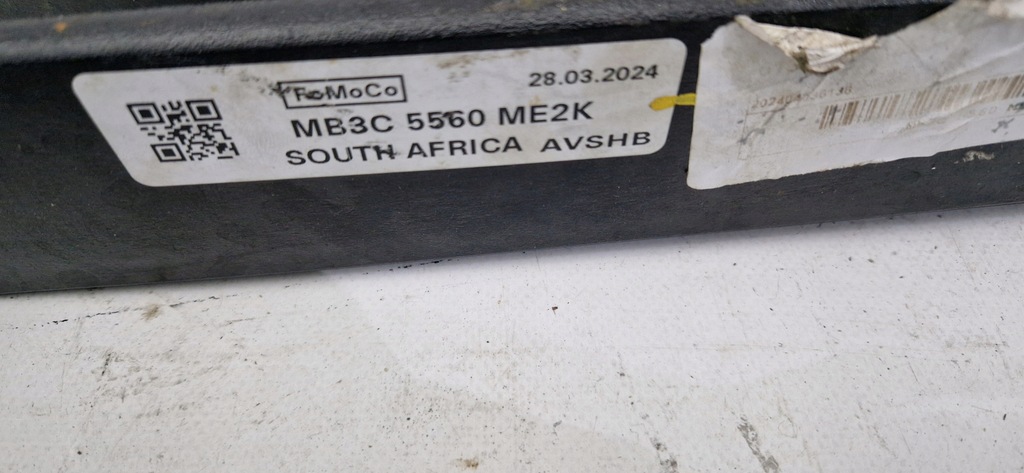 FoMoCo 28.03.2024
MB3C 5560 ME2K
SOUTH AFRICA AVSHB